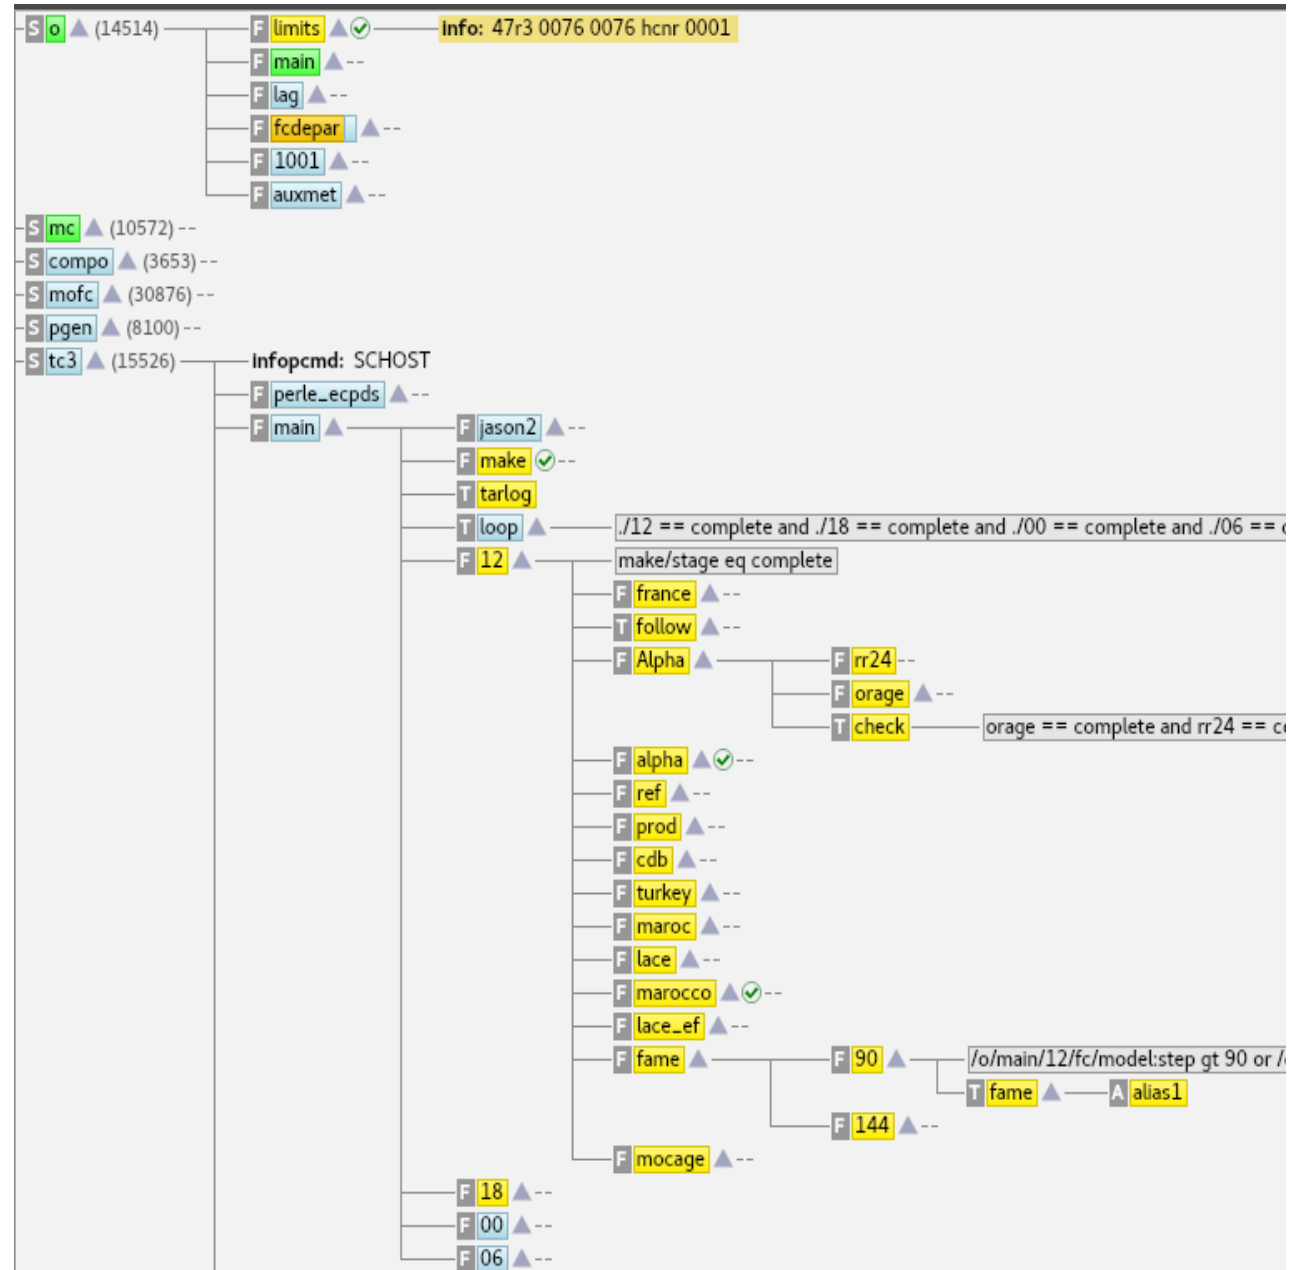 S o (14514) F limits info: 47r3 0076 0076 hcnr 0001
F main --
F lag --
F fcdepar --
F 1001 --
F auxmet --
S mc (10572) --
S compo (3653) --
S mofc (30876) --
S pgen (8100) --
S tc3 (15526) infopcmd: SCHOST
F perle_ecpds --
F main F jason2 --
F make --
T tarlog
T loop ./12 == complete and ./18 == complete and ./00 == complete and ./06 ==
F 12 make/stage eq complete
F france --
T follow --
F Alpha F rr24 --
F orage --
T check orage == complete and rr24 ==
F alpha --
F ref --
F prod --
F cdb --
F turkey --
F maroc --
F lace --
F marocco --
F lace_ef --
F fame F 90 /o/main/12/fc/model:step gt 90 or
T fame A alias1
F 144 --
F mocage --
F 18 --
F 00 --
F 06 --